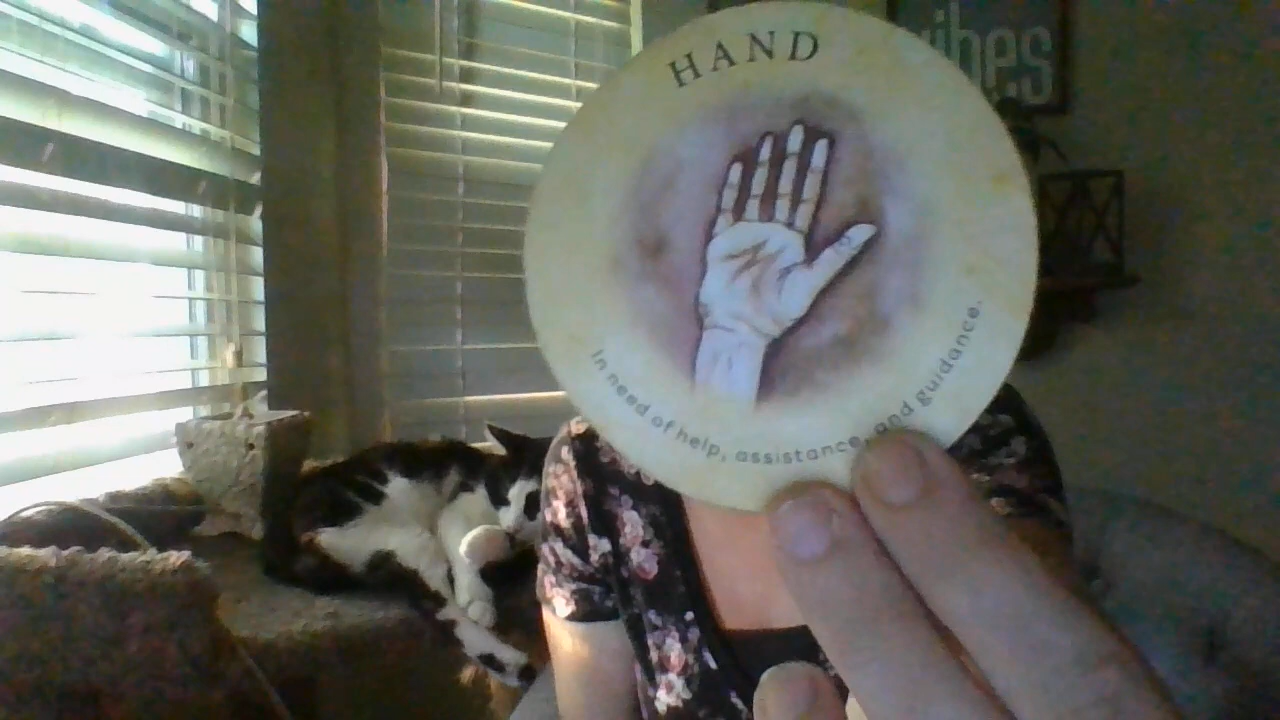 HAND
In need of help, assistance, and guidance.